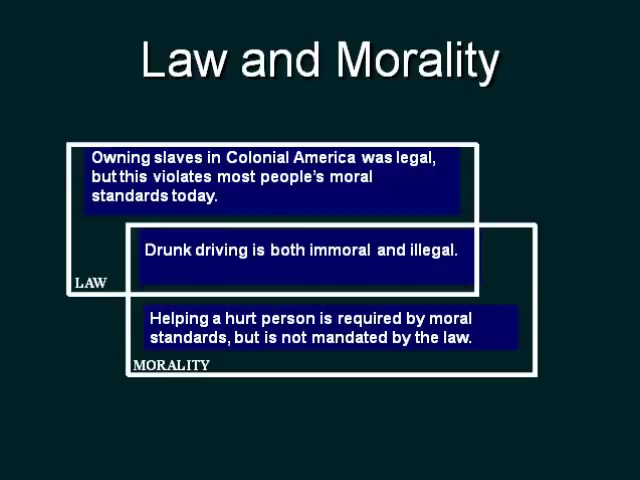 Law and Morality
Owning slaves in Colonial America was legal,
but this violates most people's moral
standards today.
Drunk driving is both immoral and illegal.
LAW
Helping a hurt person is required by moral
standards, but is not mandated by the law.
MORALITY